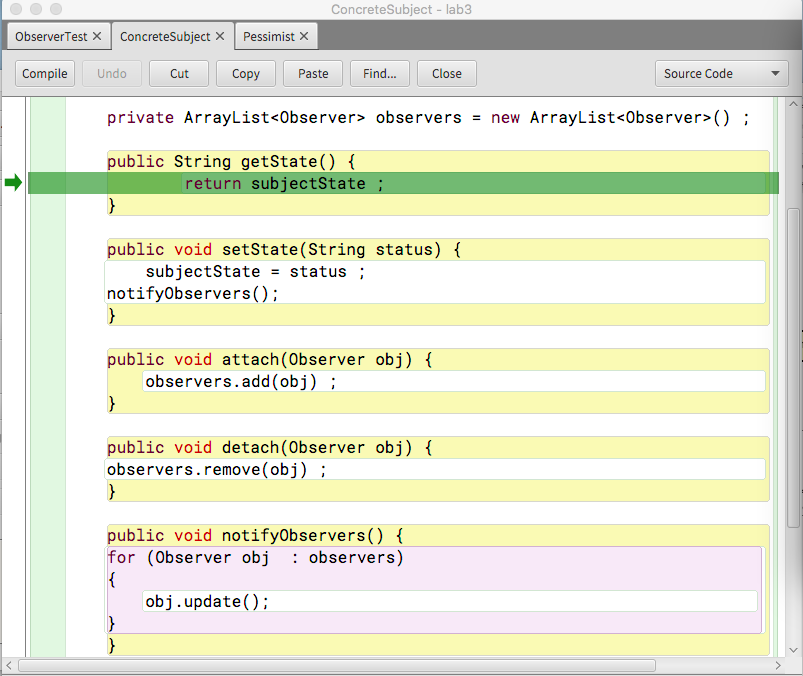 ConcreteSubject - lab3
ObserverTest ✕ ConcreteSubject ✕ Pessimist ✕
Compile Undo Cut Copy Paste Find... Close Source Code
private ArrayList<Observer> observers = new ArrayList<Observer>() ;
public String getState() {
return subjectState ;
}
public void setState(String status) {
subjectState = status ;
notifyObservers();
}
public void attach(Observer obj) {
observers.add(obj) ;
}
public void detach(Observer obj) {
observers.remove(obj) ;
}
public void notifyObservers() {
for (Observer obj  : observers)
{
obj.update();
}
}